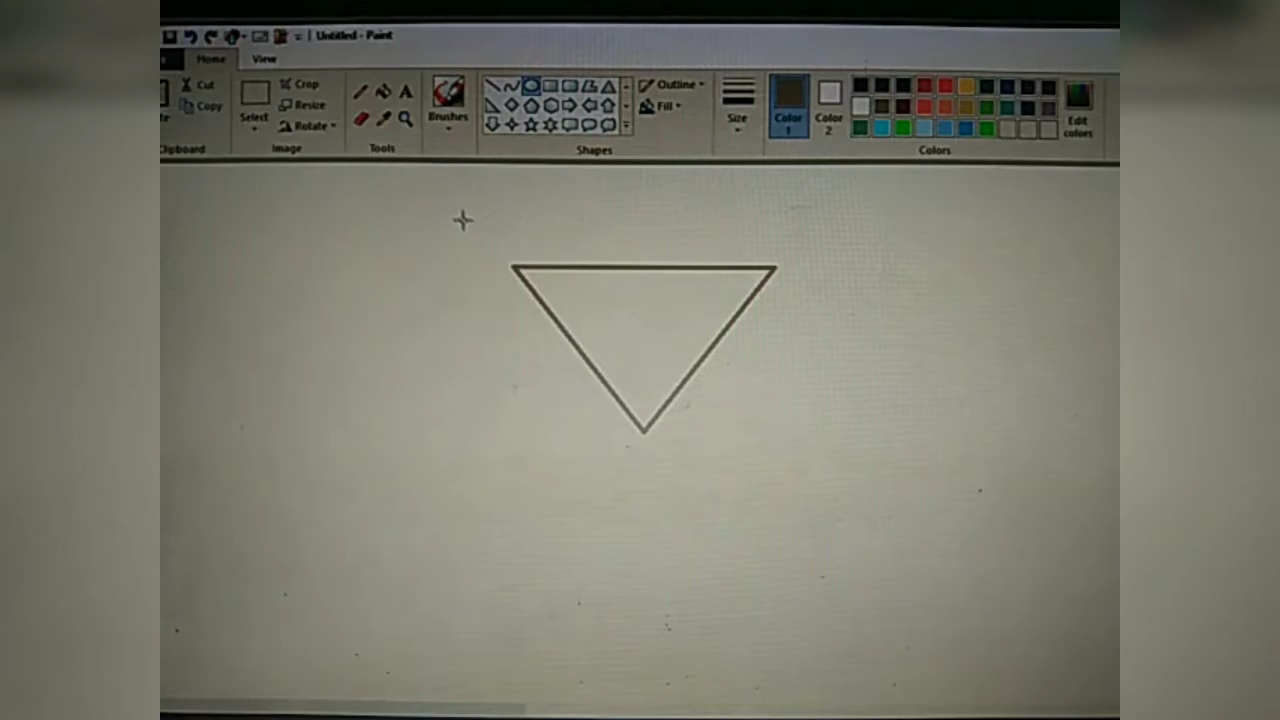 Untitled - Paint
Home View
Cut
Copy
Select
Crop
Resize
Rotate
Image
Tools
Brushes
Outline
Fill
Shapes
Size
Color 1
Color 2
Edit colors
Colors